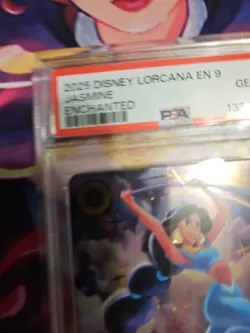 2025 DISNEY LORCANA EN 9
JASMINE
ENCHANTED
PSA